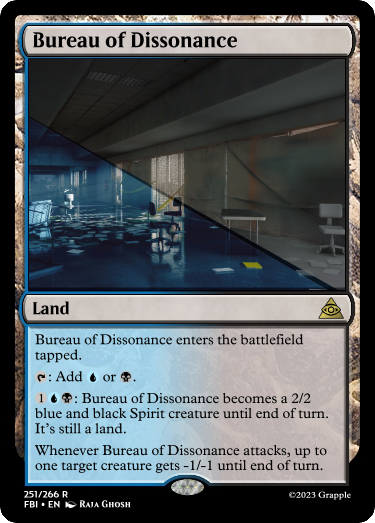 Bureau of Dissonance
Land
Bureau of Dissonance enters the battlefield
tapped.
: Add or .
1 : Bureau of Dissonance becomes a 2/2
blue and black Spirit creature until end of turn.
It's still a land.
Whenever Bureau of Dissonance attacks, up to
one target creature gets -1/-1 until end of turn.
251/266 R
FBI • EN Raja Ghosh
©2023 Grapple